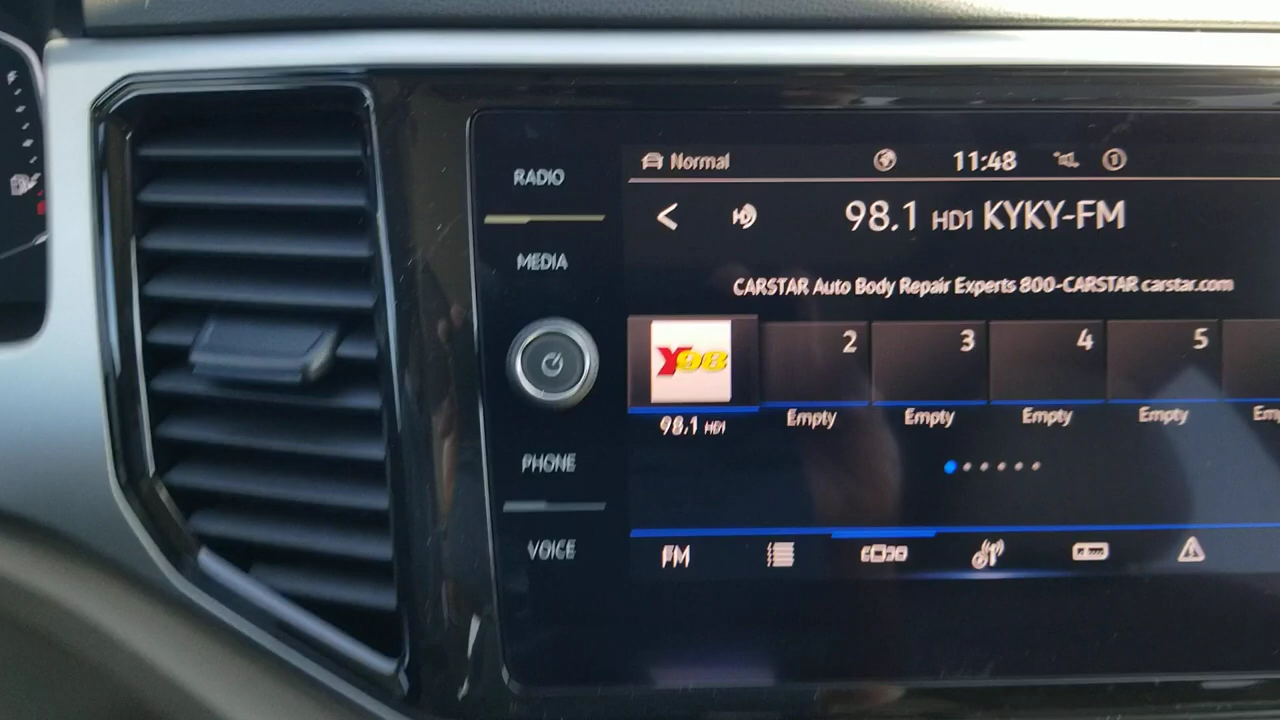 F
RADIO
MEDIA
PHONE
VOICE
Normal 11:48
98.1 HD1 KYKY-FM
CARSTAR Auto Body Repair Experts 800-CARSTAR carstar.com
Y98 2 3 4 5
98.1 HD1 Empty Empty Empty Empty Em
FM